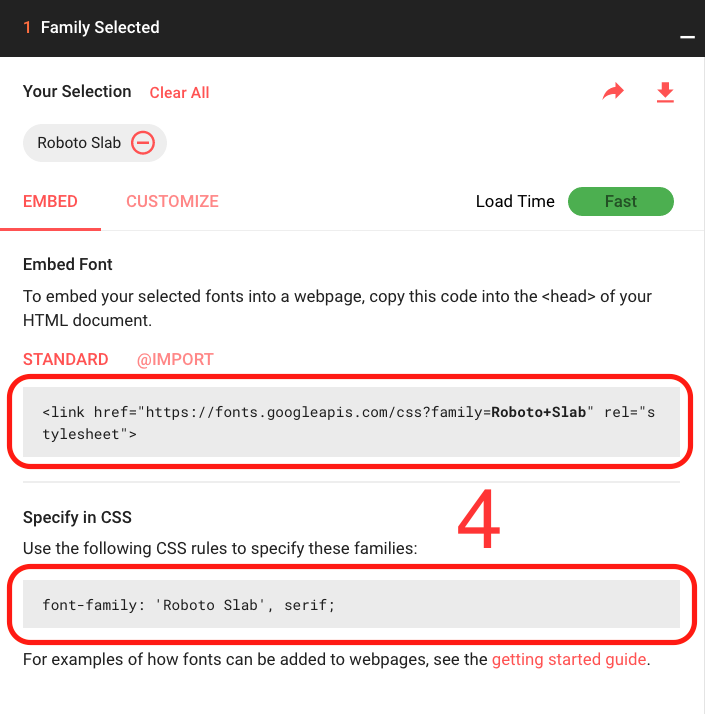 1 Family Selected
Your Selection Clear All
Roboto Slab
EMBED CUSTOMIZE Load Time Fast
Embed Font
To embed your selected fonts into a webpage, copy this code into the <head> of your
HTML document.
STANDARD @IMPORT
<link href="https://fonts.googleapis.com/css?family=Roboto+Slab" rel="s
tylesheet">
4
Specify in CSS
Use the following CSS rules to specify these families:
font-family: 'Roboto Slab', serif;
For examples of how fonts can be added to webpages, see the getting started guide.